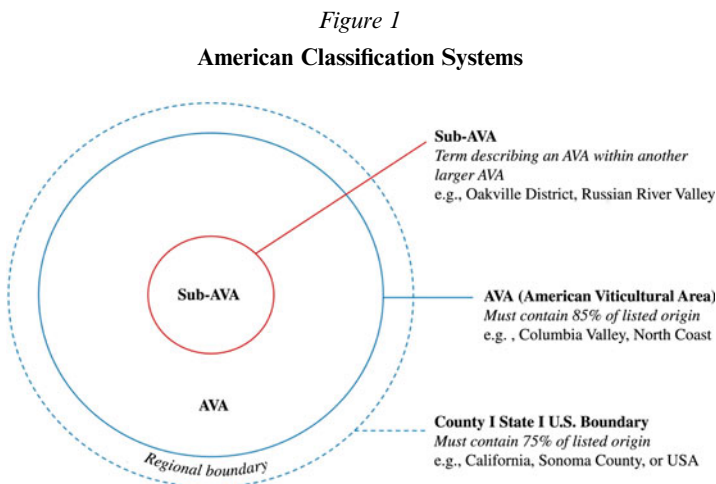 Figure 1
American Classification Systems
Sub-AVA
Term describing an AVA within another
larger AVA
e.g., Oakville District, Russian River Valley
Sub-AVA
AVA (American Viticultural Area)
Must contain 85% of listed origin
e.g. , Columbia Valley, North Coast
AVA
County I State I U.S. Boundary
Must contain 75% of listed origin
e.g., California, Sonoma County, or USA
Regional boundary